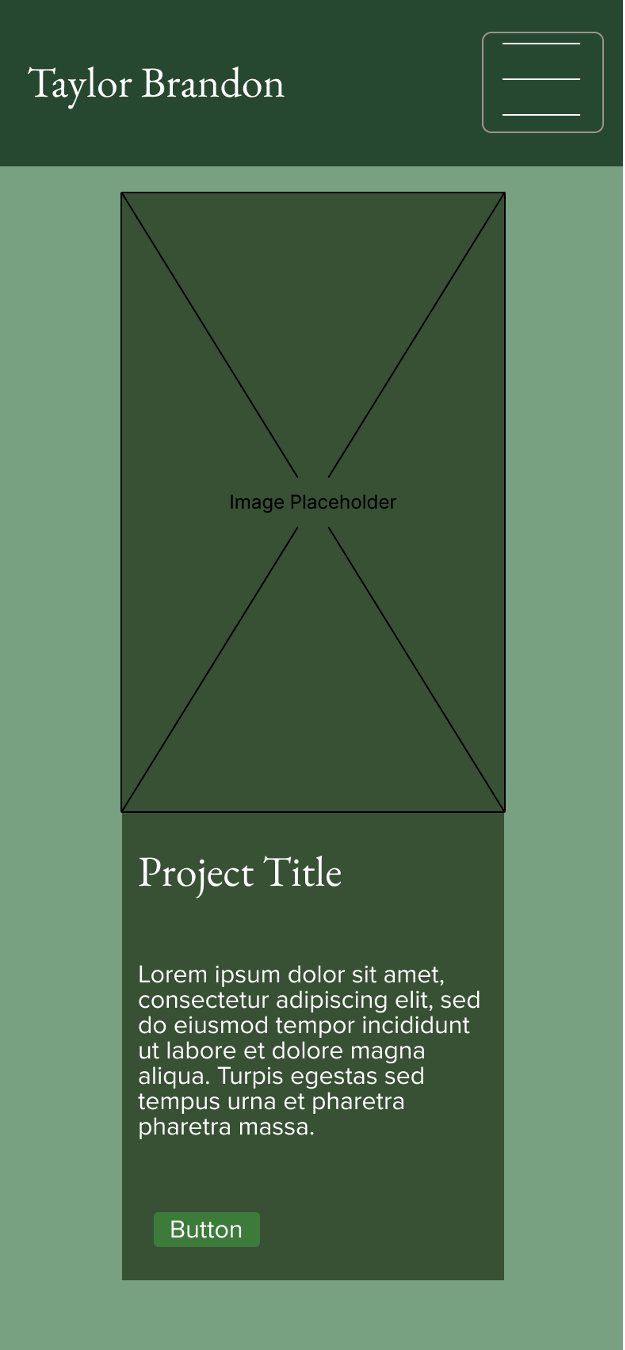 Taylor Brandon
Image Placeholder
Project Title
Lorem ipsum dolor sit amet,
consectetur adipiscing elit, sed
do eiusmod tempor incididunt
ut labore et dolore magna
aliqua. Turpis egestas sed
tempus urna et pharetra
pharetra massa.
Button